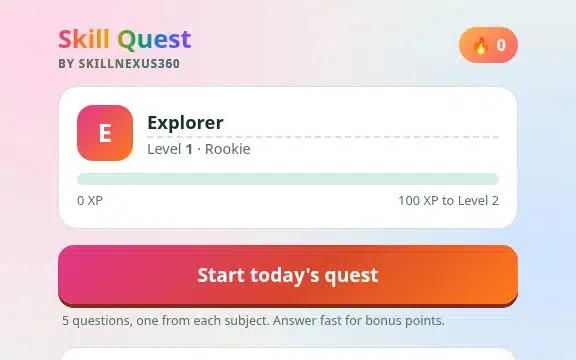 Skill Quest
BY SKILLNEXUS360
🔥 0
E
Explorer
Level 1 · Rookie
0 XP
100 XP to Level 2
Start today's quest
5 questions, one from each subject. Answer fast for bonus points.